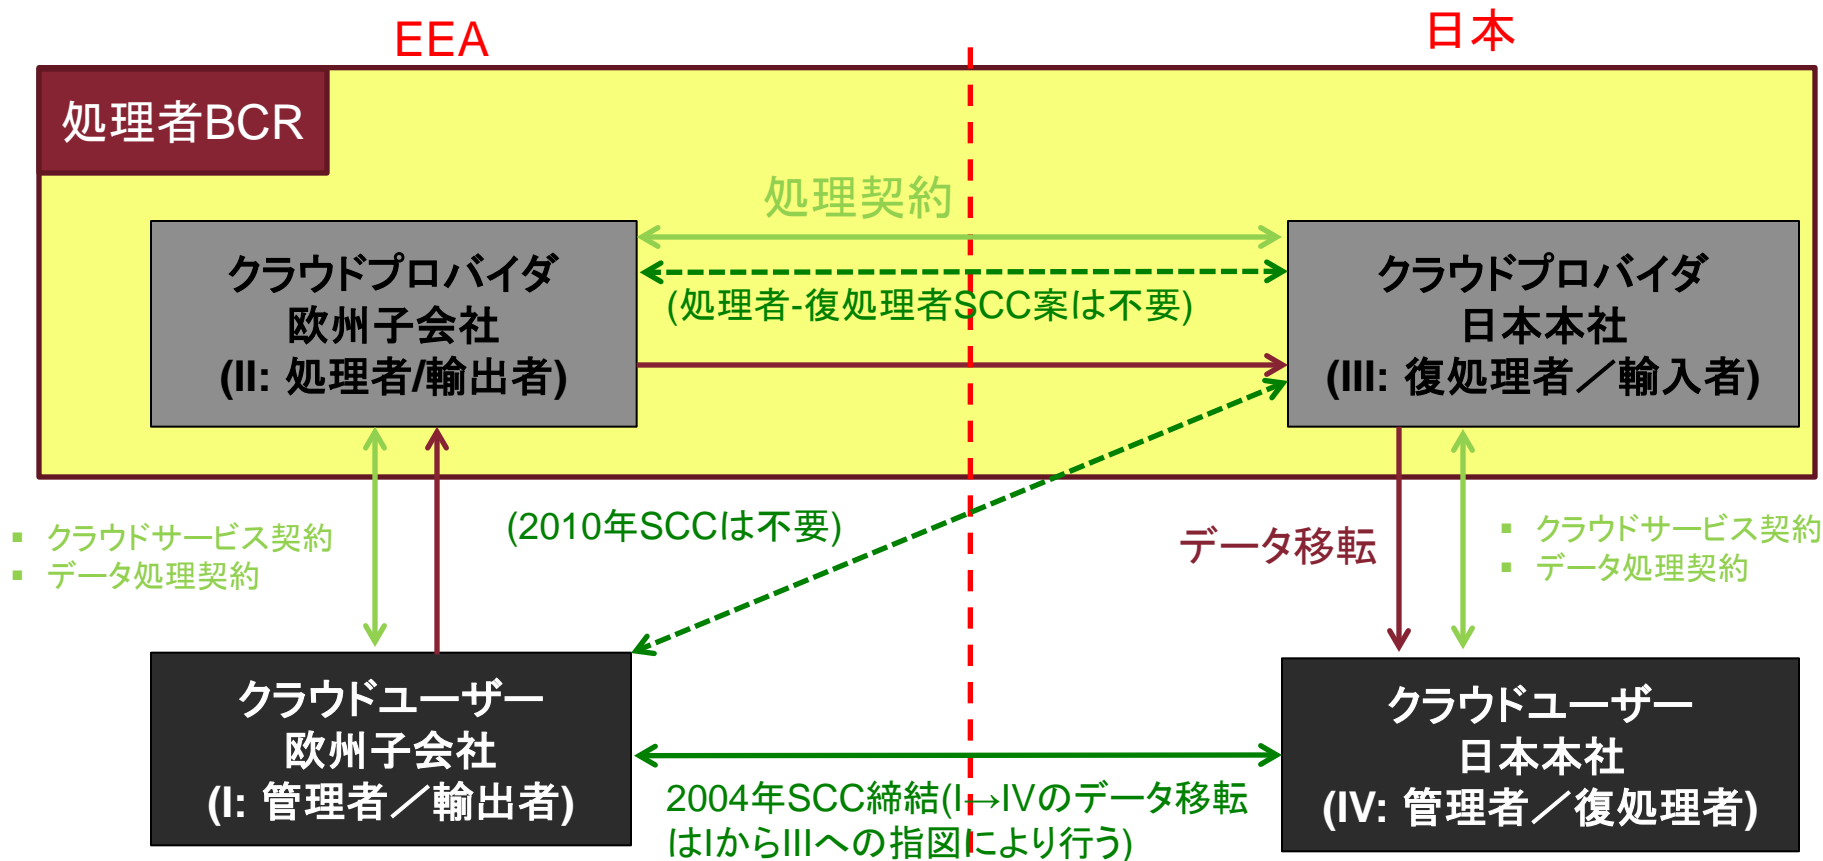 EEA
日本
処理者BCR
処理契約
クラウドプロバイダ
欧州子会社
(II: 処理者/輸出者)
(処理者-復処理者SCC案は不要)
クラウドプロバイダ
日本本社
(III: 復処理者／輸入者)
▪ クラウドサービス契約
▪ データ処理契約
(2010年SCCは不要)
データ移転
▪ クラウドサービス契約
▪ データ処理契約
クラウドユーザー
欧州子会社
(I: 管理者／輸出者)
2004年SCC締結(I→IVのデータ移転
はIからIIIへの指図により行う)
クラウドユーザー
日本本社
(IV: 管理者／復処理者)